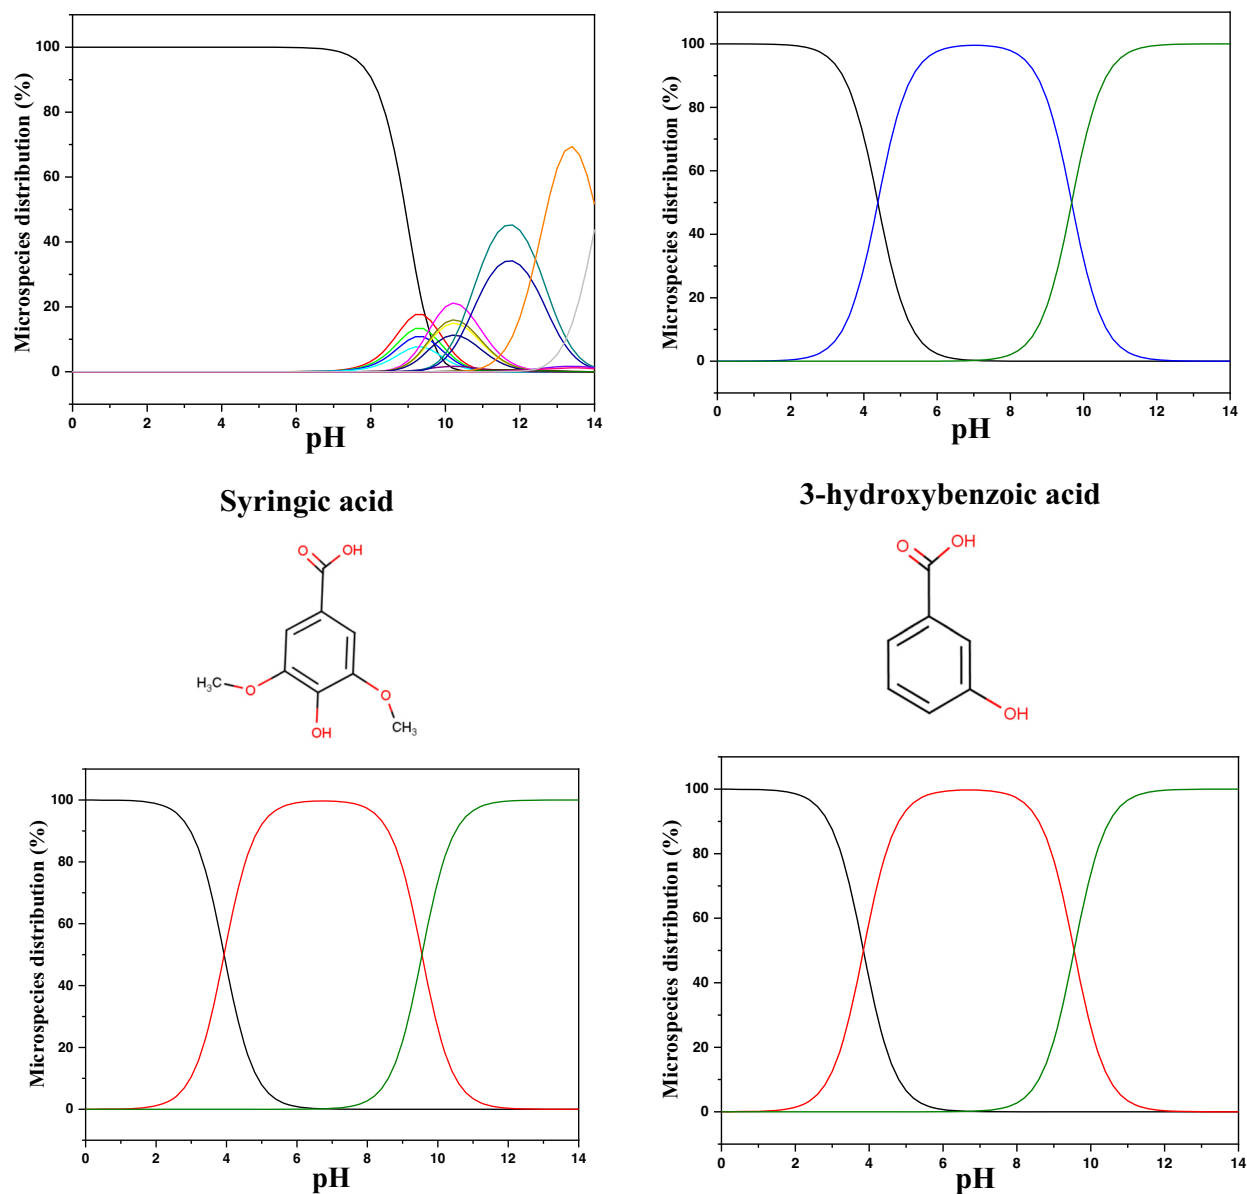 Microspecies distribution (%)
100
80
60
40
20
0
0 2 4 6 8 10 12 14
pH
Microspecies distribution (%)
100
80
60
40
20
0
0 2 4 6 8 10 12 14
pH
Syringic acid
3-hydroxybenzoic acid
O OH
H₃C O
O
OH CH₃
O OH
OH
Microspecies distribution (%)
100
80
60
40
20
0
0 2 4 6 8 10 12 14
pH
Microspecies distribution (%)
100
80
60
40
20
0
0 2 4 6 8 10 12 14
pH